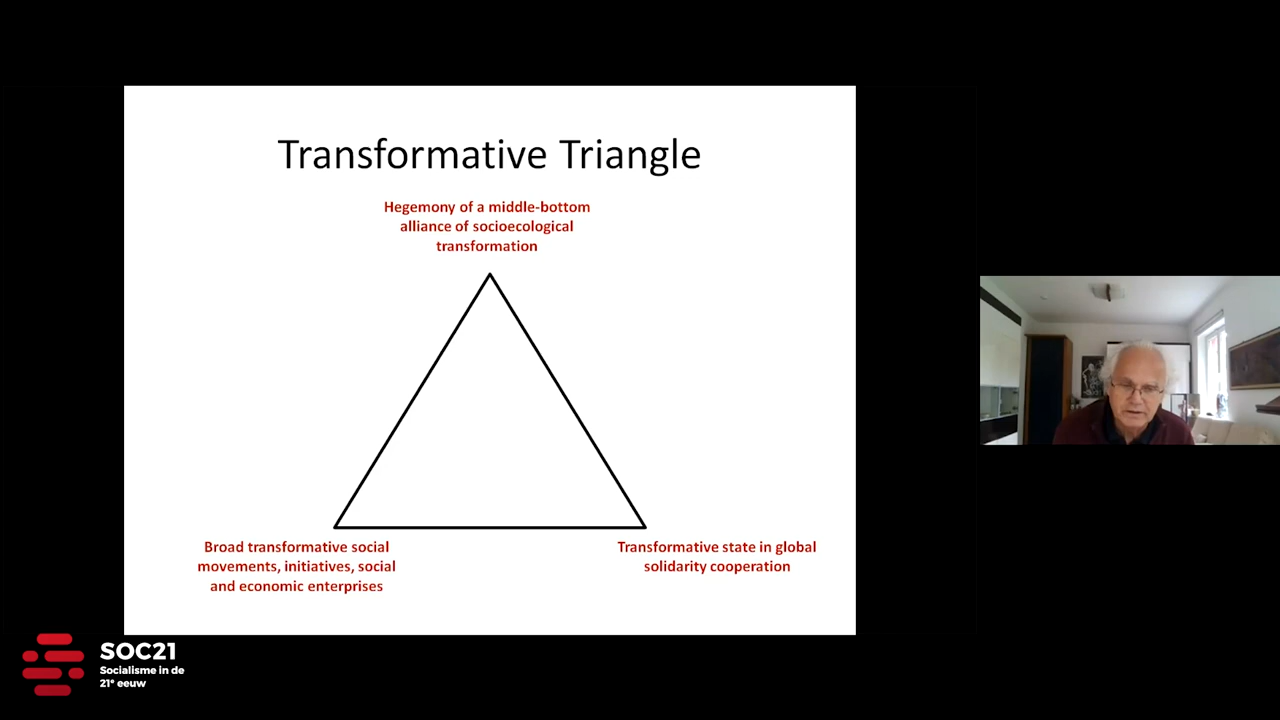 Transformative Triangle
Hegemony of a middle-bottom
alliance of socioecological
transformation
Broad transformative social
movements, initiatives, social
and economic enterprises
Transformative state in global
solidarity cooperation
SOC21
Socialisme in de
21e eeuw